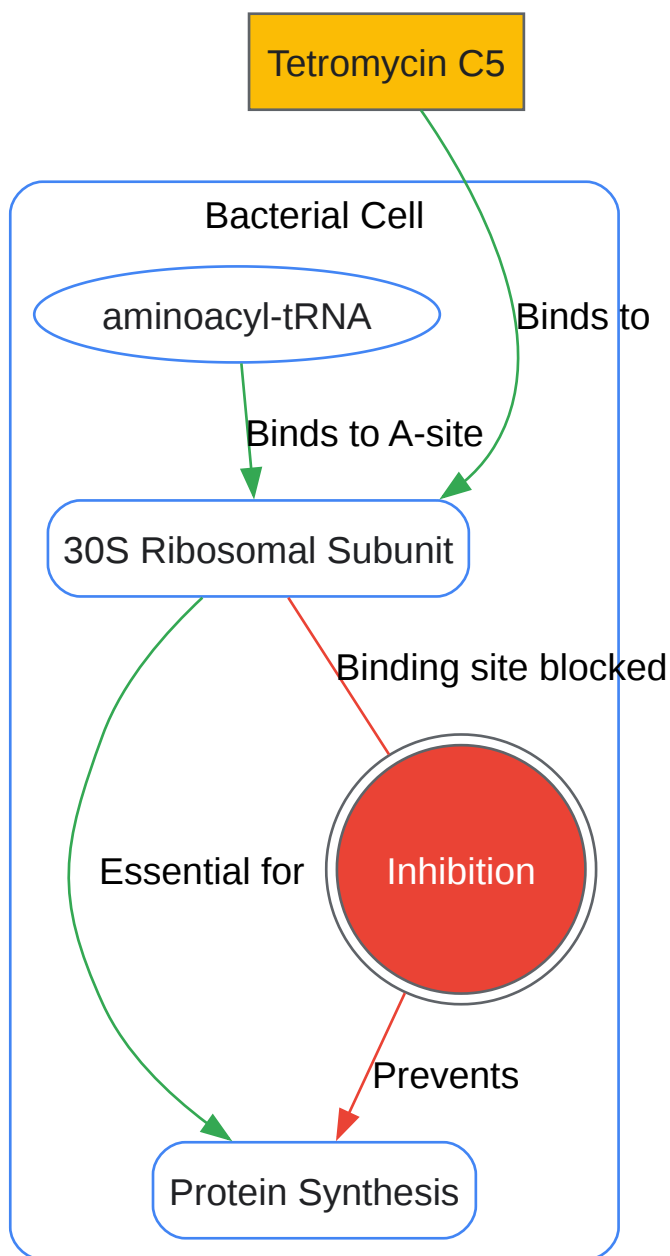 Tetromycin C5
Bacterial Cell
aminoacyl-tRNA
Binds to
Binds to A-site
30S Ribosomal Subunit
Binding site blocked
Essential for
Inhibition
Prevents
Protein Synthesis